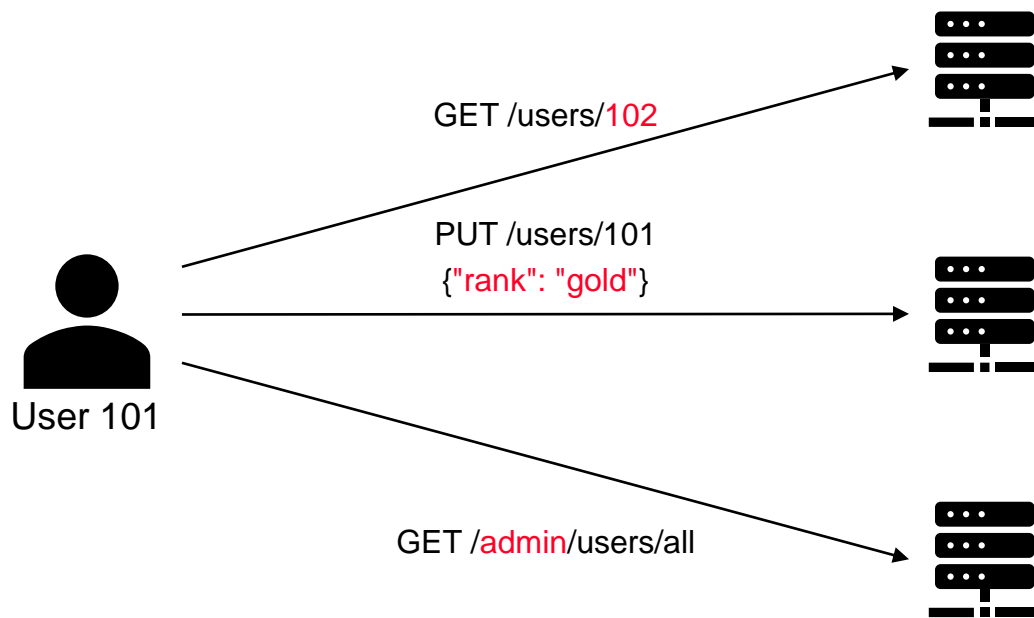 GET /users/102
PUT /users/101
{"rank": "gold"}
User 101
GET /admin/users/all